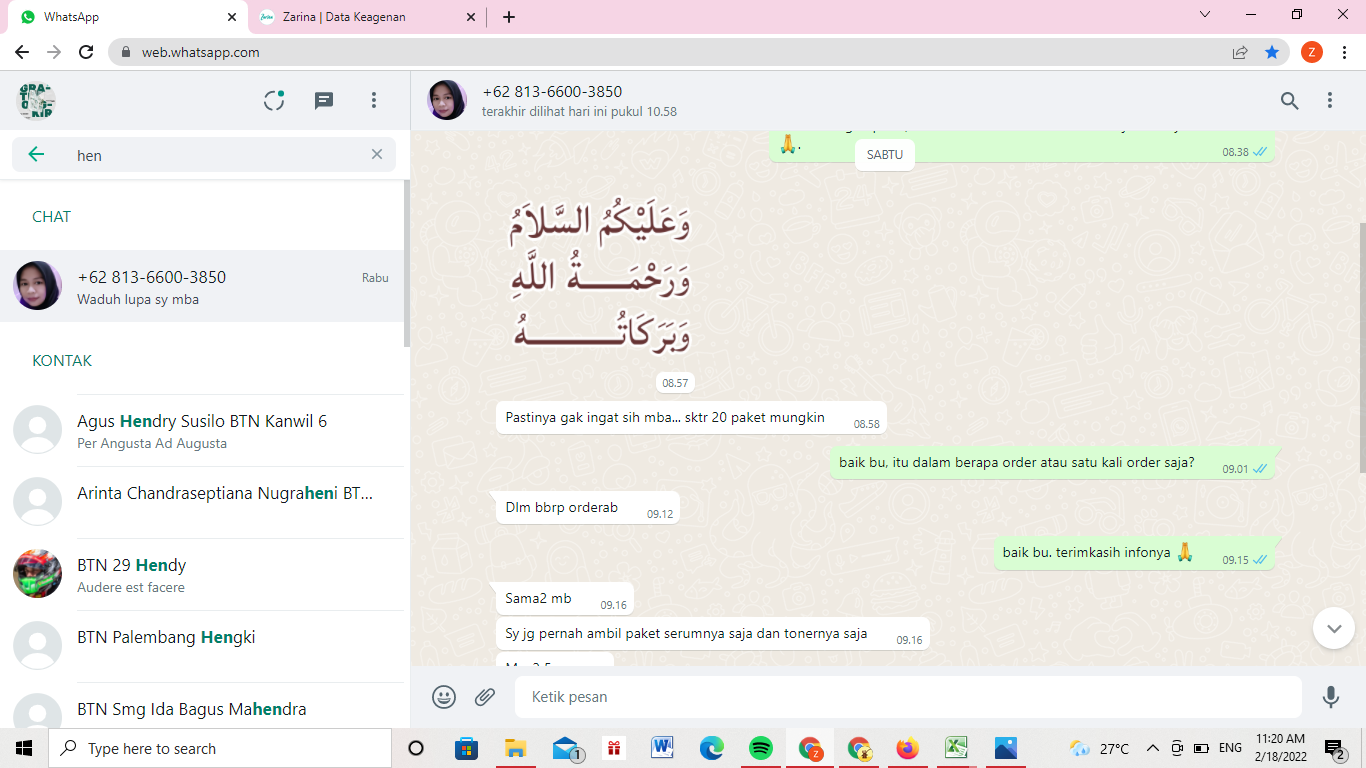 WhatsApp
Zarina | Data Keagenan
web.whatsapp.com
Z
hen
CHAT
+62 813-6600-3850
Rabu
Waduh lupa sy mba
KONTAK
Agus Hendry Susilo BTN Kanwil 6
Per Angusta Ad Augusta
Arinta Chandraseptiana Nugraheni BT...
BTN 29 Hendy
Audere est facere
BTN Palembang Hengki
BTN Smg Ida Bagus Mahendra
+62 813-6600-3850
terakhir dilihat hari ini pukul 10.58
🙏.
08.38
SABTU
وَعَلَيْكُمُ السَّلاَمُ
وَرَحْمَـــةُ اللَّهِ
وَبَرَكَاتُـــــهُ
08.57
Pastinya gak ingat sih mba... sktr 20 paket mungkin
08.58
baik bu, itu dalam berapa order atau satu kali order saja?
09.01
Dlm bbrp orderab
09.12
baik bu. terimkasih infonya 🙏
09.15
Sama2 mb
09.16
Sy jg pernah ambil paket serumnya saja dan tonernya saja
09.16
Ketik pesan
Type here to search
1
27°C
ENG
11:20 AM
2/18/2022
2